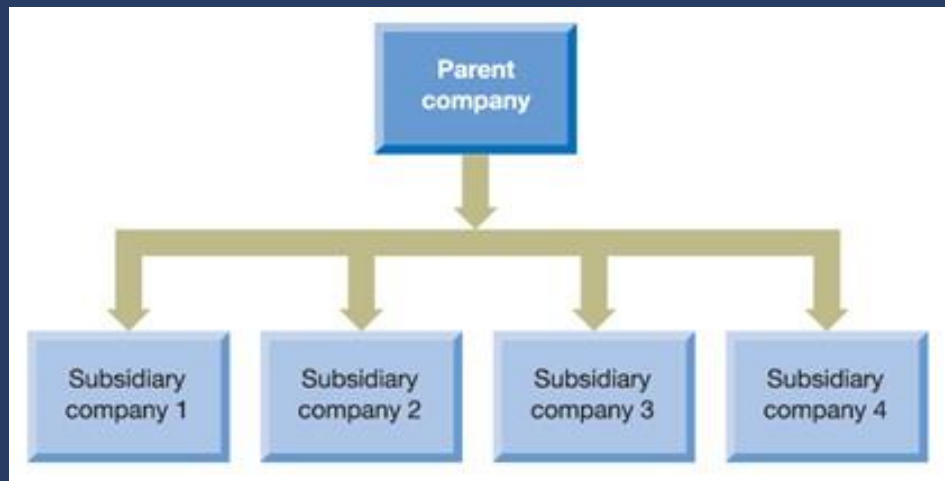 Parent
company
Subsidiary
company 1
Subsidiary
company 2
Subsidiary
company 3
Subsidiary
company 4